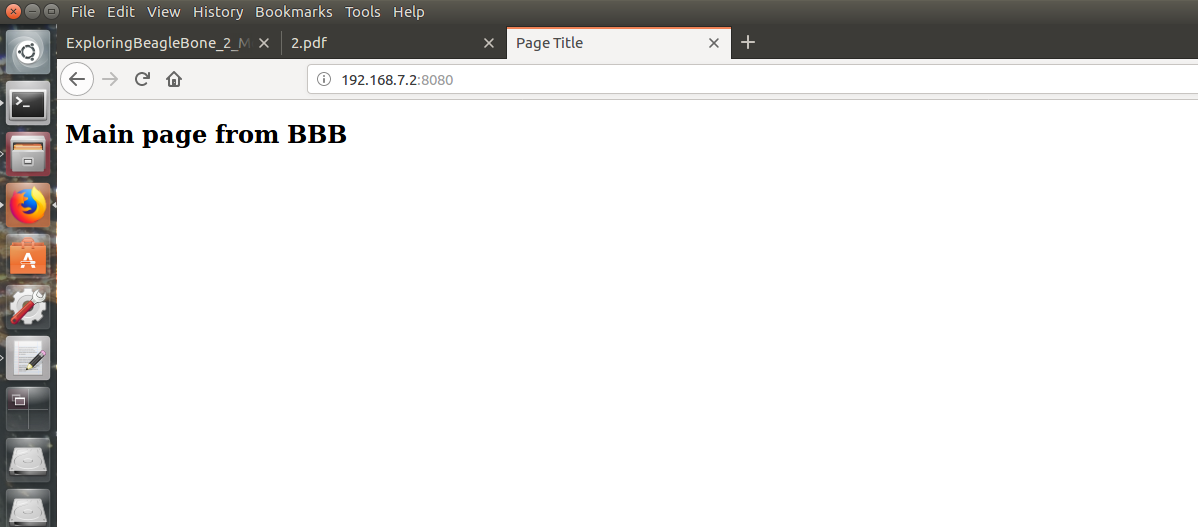 File Edit View History Bookmarks Tools Help
ExploringBeagleBone_2_M 2.pdf Page Title
192.168.7.2:8080
Main page from BBB